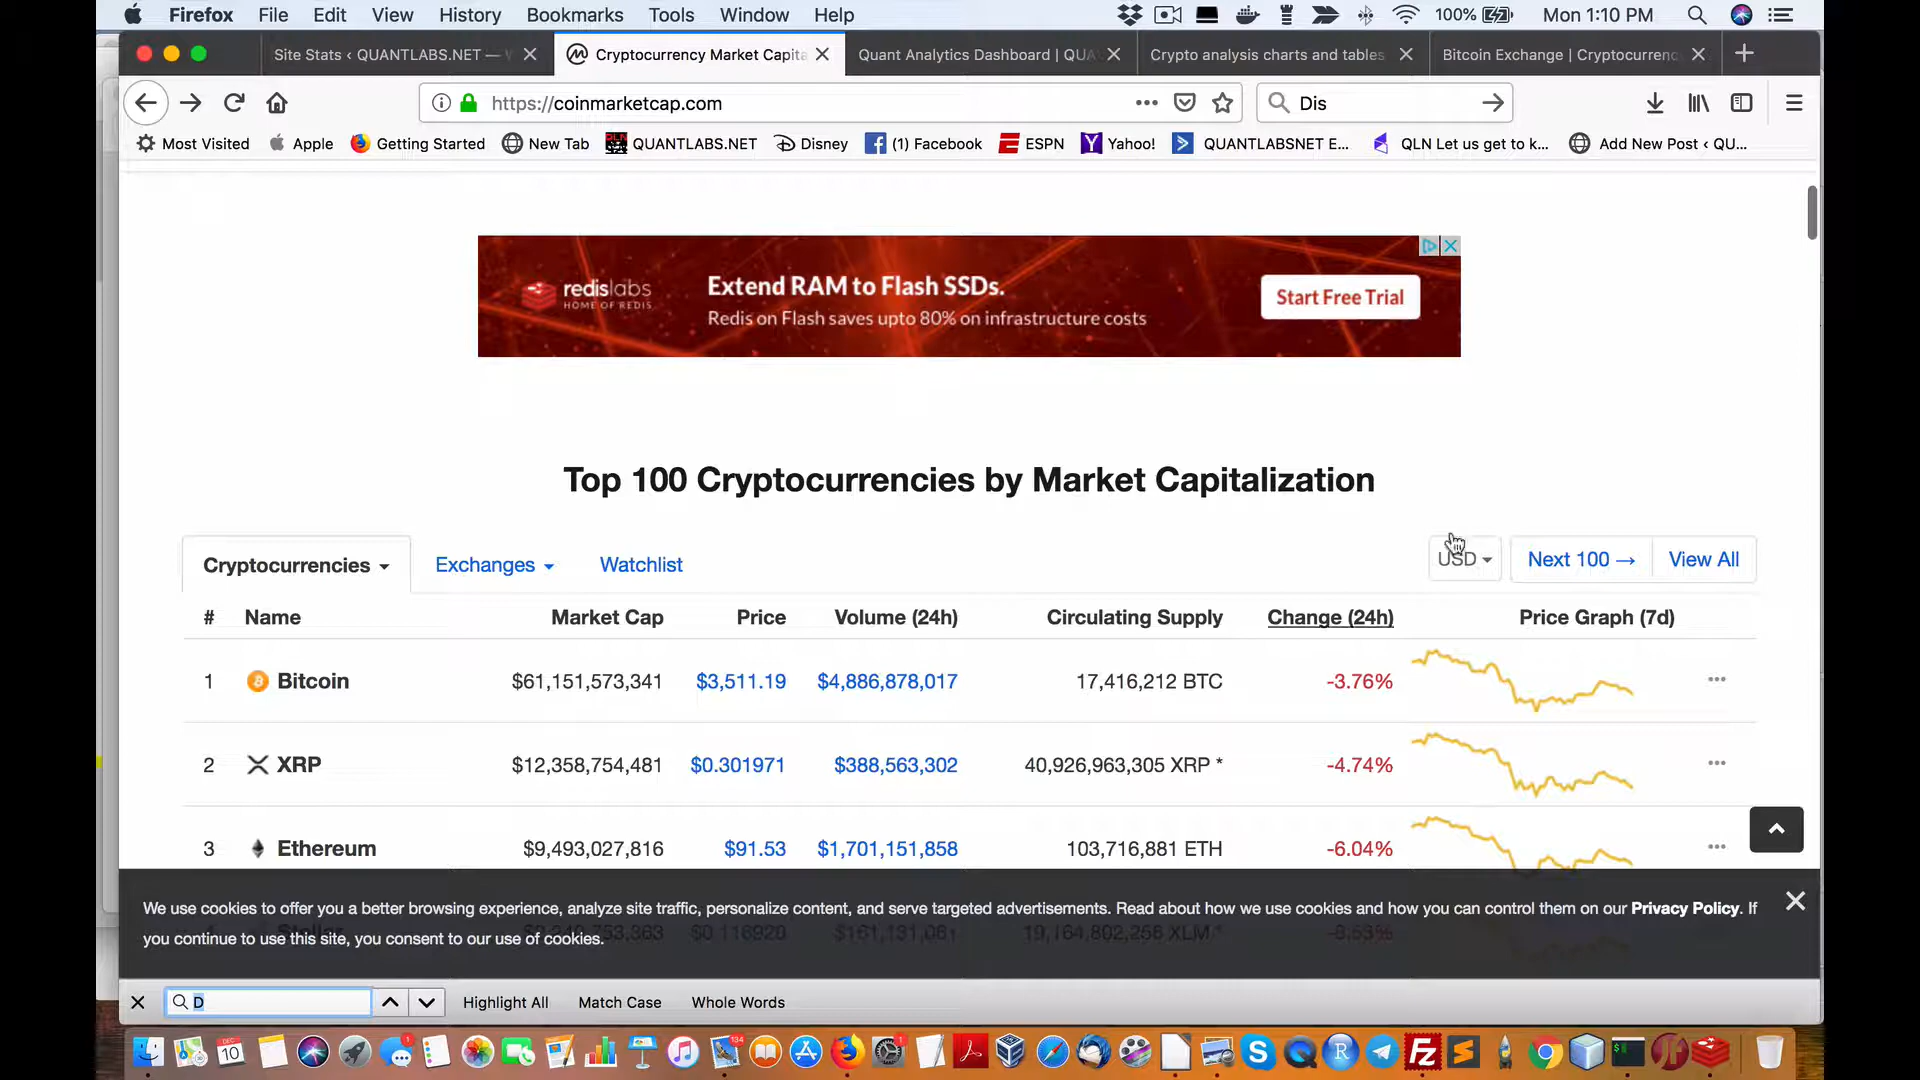 Firefox File Edit View History Bookmarks Tools Window Help 100% Mon 1:10 PM
Site Stats ‹ QUANTLABS.NET — Cryptocurrency Market Capita Quant Analytics Dashboard | QUA Crypto analysis charts and tables Bitcoin Exchange | Cryptocurrenc
https://coinmarketcap.com Dis
Most Visited Apple Getting Started New Tab QUANTLABS.NET Disney (1) Facebook ESPN Yahoo! QUANTLABSNET E... QLN Let us get to k... Add New Post ‹ QU...
redislabs
HOME OF REDIS
Extend RAM to Flash SSDs.
Redis on Flash saves upto 80% on infrastructure costs
Start Free Trial
Top 100 Cryptocurrencies by Market Capitalization
Cryptocurrencies Exchanges Watchlist USD Next 100 → View All
# Name Market Cap Price Volume (24h) Circulating Supply Change (24h) Price Graph (7d)
1 Bitcoin $61,151,573,341 $3,511.19 $4,886,878,017 17,416,212 BTC -3.76%
2 XRP $12,358,754,481 $0.301971 $388,563,302 40,926,963,305 XRP * -4.74%
3 Ethereum $9,493,027,816 $91.53 $1,701,151,858 103,716,881 ETH -6.04%
We use cookies to offer you a better browsing experience, analyze site traffic, personalize content, and serve targeted advertisements. Read about how we use cookies and how you can control them on our Privacy Policy. If
you continue to use this site, you consent to our use of cookies.
D Highlight All Match Case Whole Words